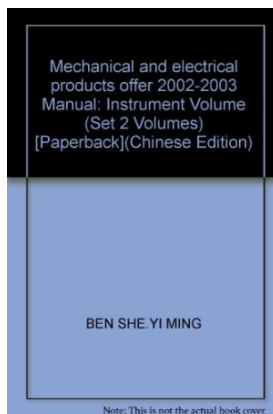 Mechanical and electrical
products offer 2002-2003
Manual: Instrument Volume
(Set 2 Volumes)
[Paperback](Chinese Edition)
BEN SHE.YI MING
Note: This is not the actual book cover